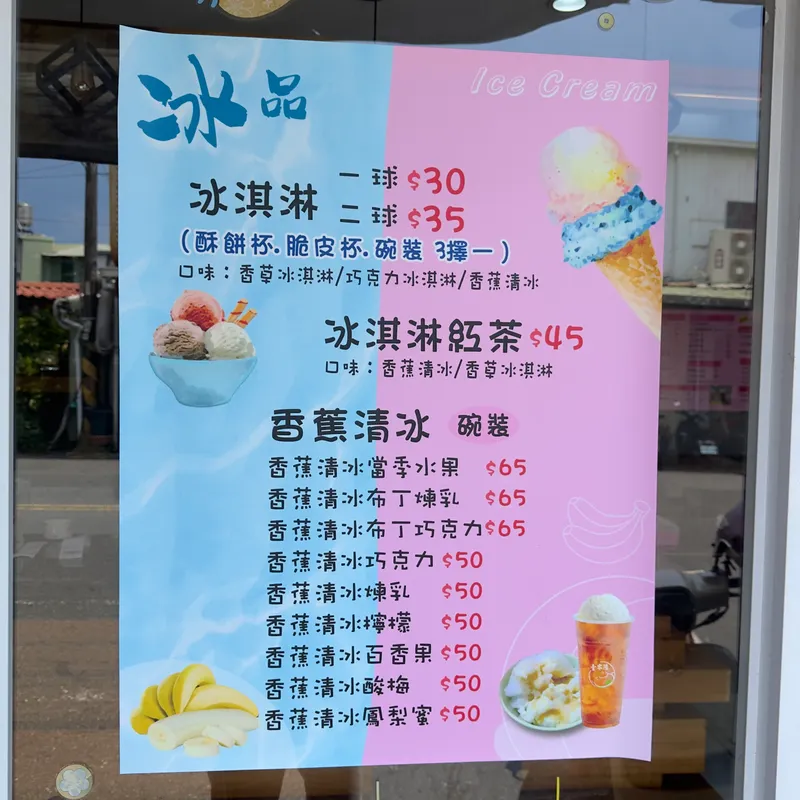 冰品
Ice Cream
冰淇淋
一球 $30
二球 $35
(酥餅杯.脆皮杯.碗裝 3擇一)
口味：香草冰淇淋/巧克力冰淇淋/香蕉清冰
冰淇淋紅茶 $45
口味：香蕉清冰/香草冰淇淋
香蕉清冰 碗裝
香蕉清冰當季水果 $65
香蕉清冰布丁煉乳 $65
香蕉清冰布丁巧克力 $65
香蕉清冰巧克力 $50
香蕉清冰煉乳 $50
香蕉清冰檸檬 $50
香蕉清冰百香果 $50
香蕉清冰酸梅 $50
香蕉清冰鳳梨蜜 $50